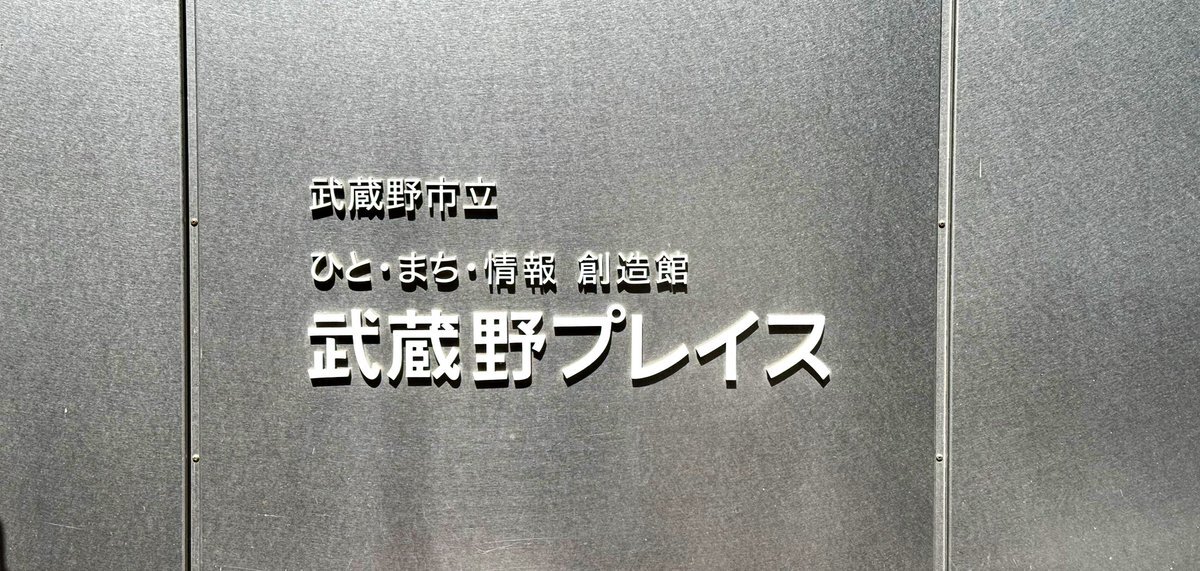 武蔵野市立
ひと・まち・情報 創造館
武蔵野プレイス